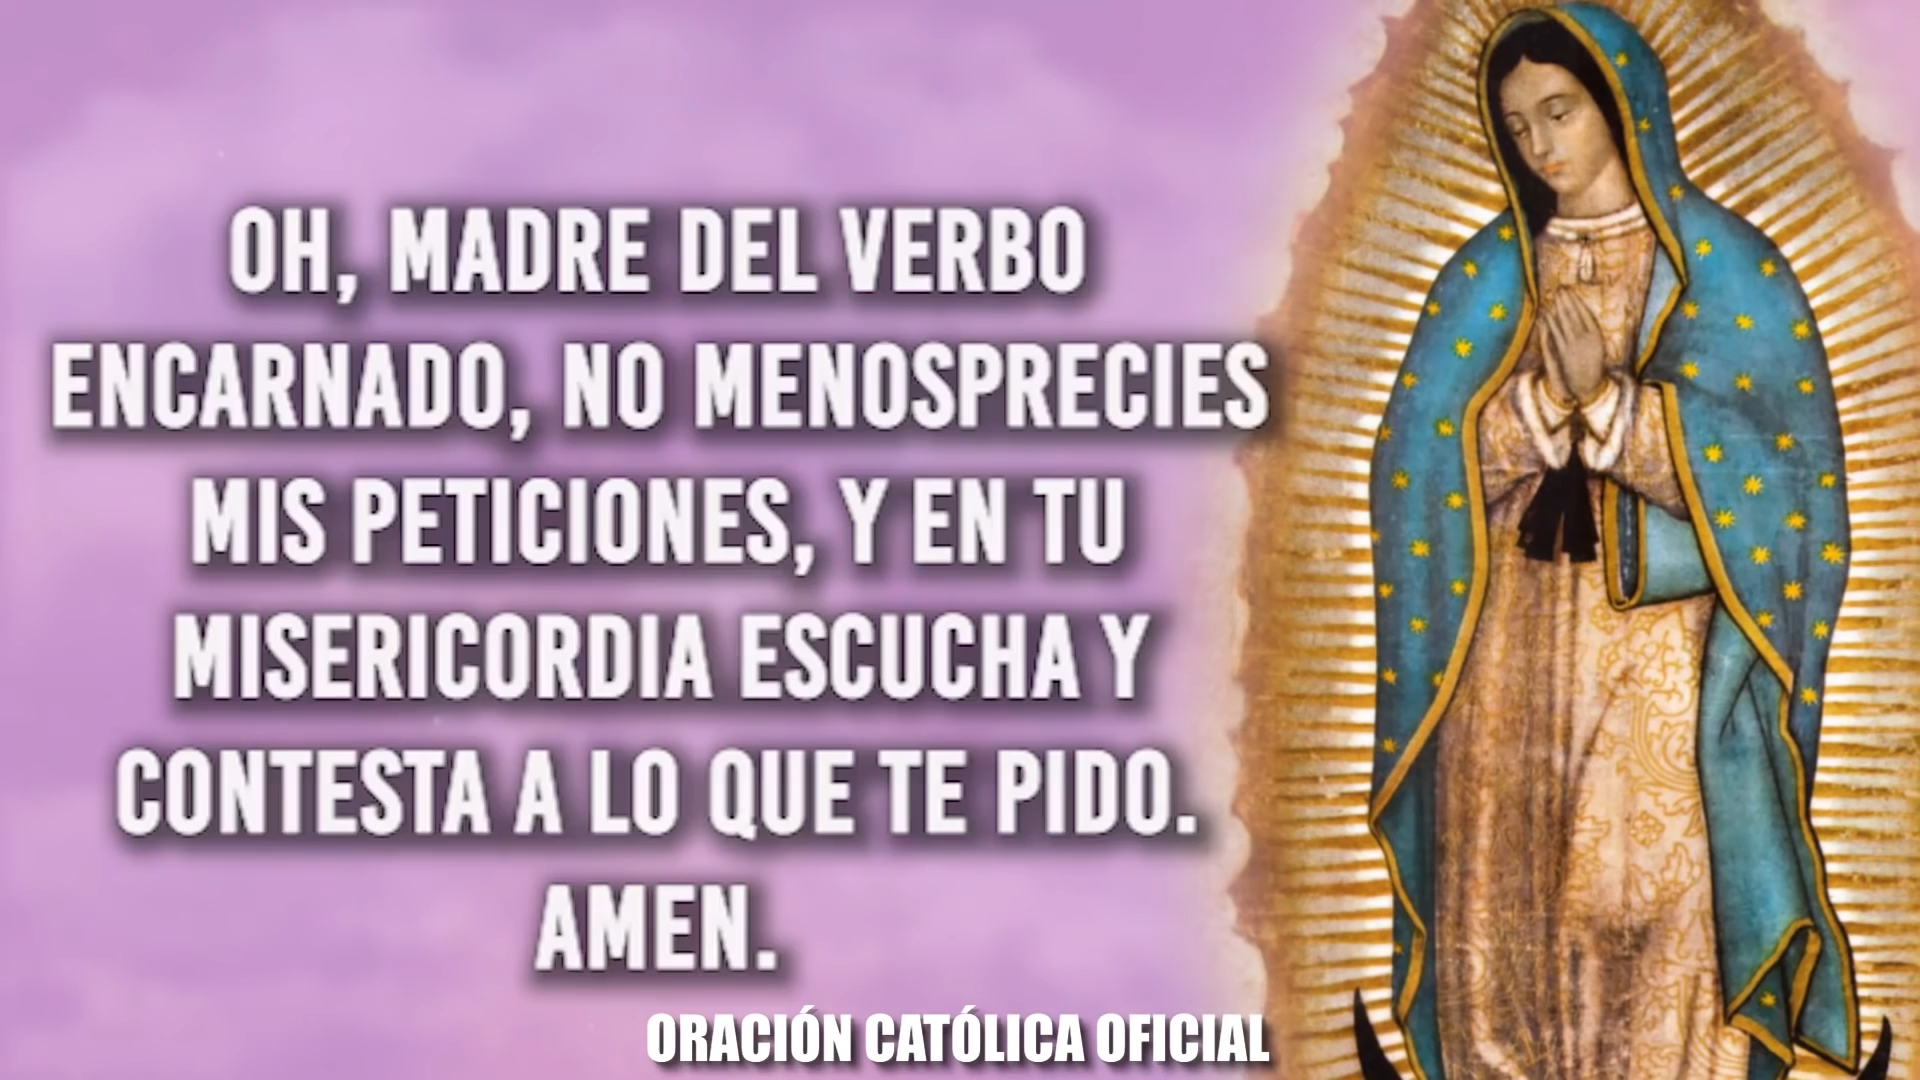 OH, MADRE DEL VERBO
ENCARNADO, NO MENOSPRECIES
MIS PETICIONES, Y EN TU
MISERICORDIA ESCUCHA Y
CONTESTA A LO QUE TE PIDO.
AMEN.
ORACIÓN CATÓLICA OFICIAL